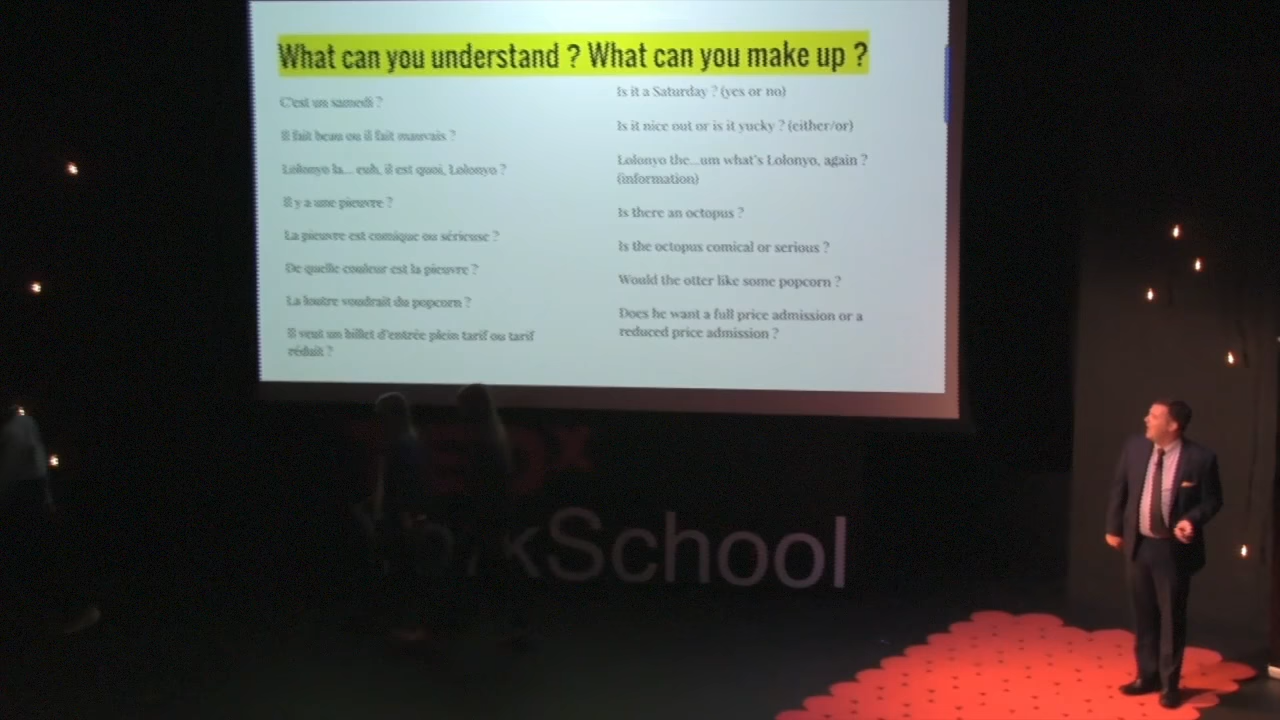 What can you understand ? What can you make up ?
C'est un samedi ?
Il fait beau ou il fait mauvais ?
Lolonyo la... euh, il est quoi, Lolonyo ?
Il y a une pieuvre ?
La pieuvre est comique ou sérieuse ?
De quelle couleur est la pieuvre ?
La loutre voudrait du popcorn ?
Il veut un billet d'entrée plein tarif ou tarif
réduit ?
Is it a Saturday ? (yes or no)
Is it nice out or is it yucky ? (either/or)
Lolonyo the...um what's Lolonyo, again ?
(information)
Is there an octopus ?
Is the octopus comical or serious ?
Would the otter like some popcorn ?
Does he want a full price admission or a
reduced price admission ?
TEDx
School